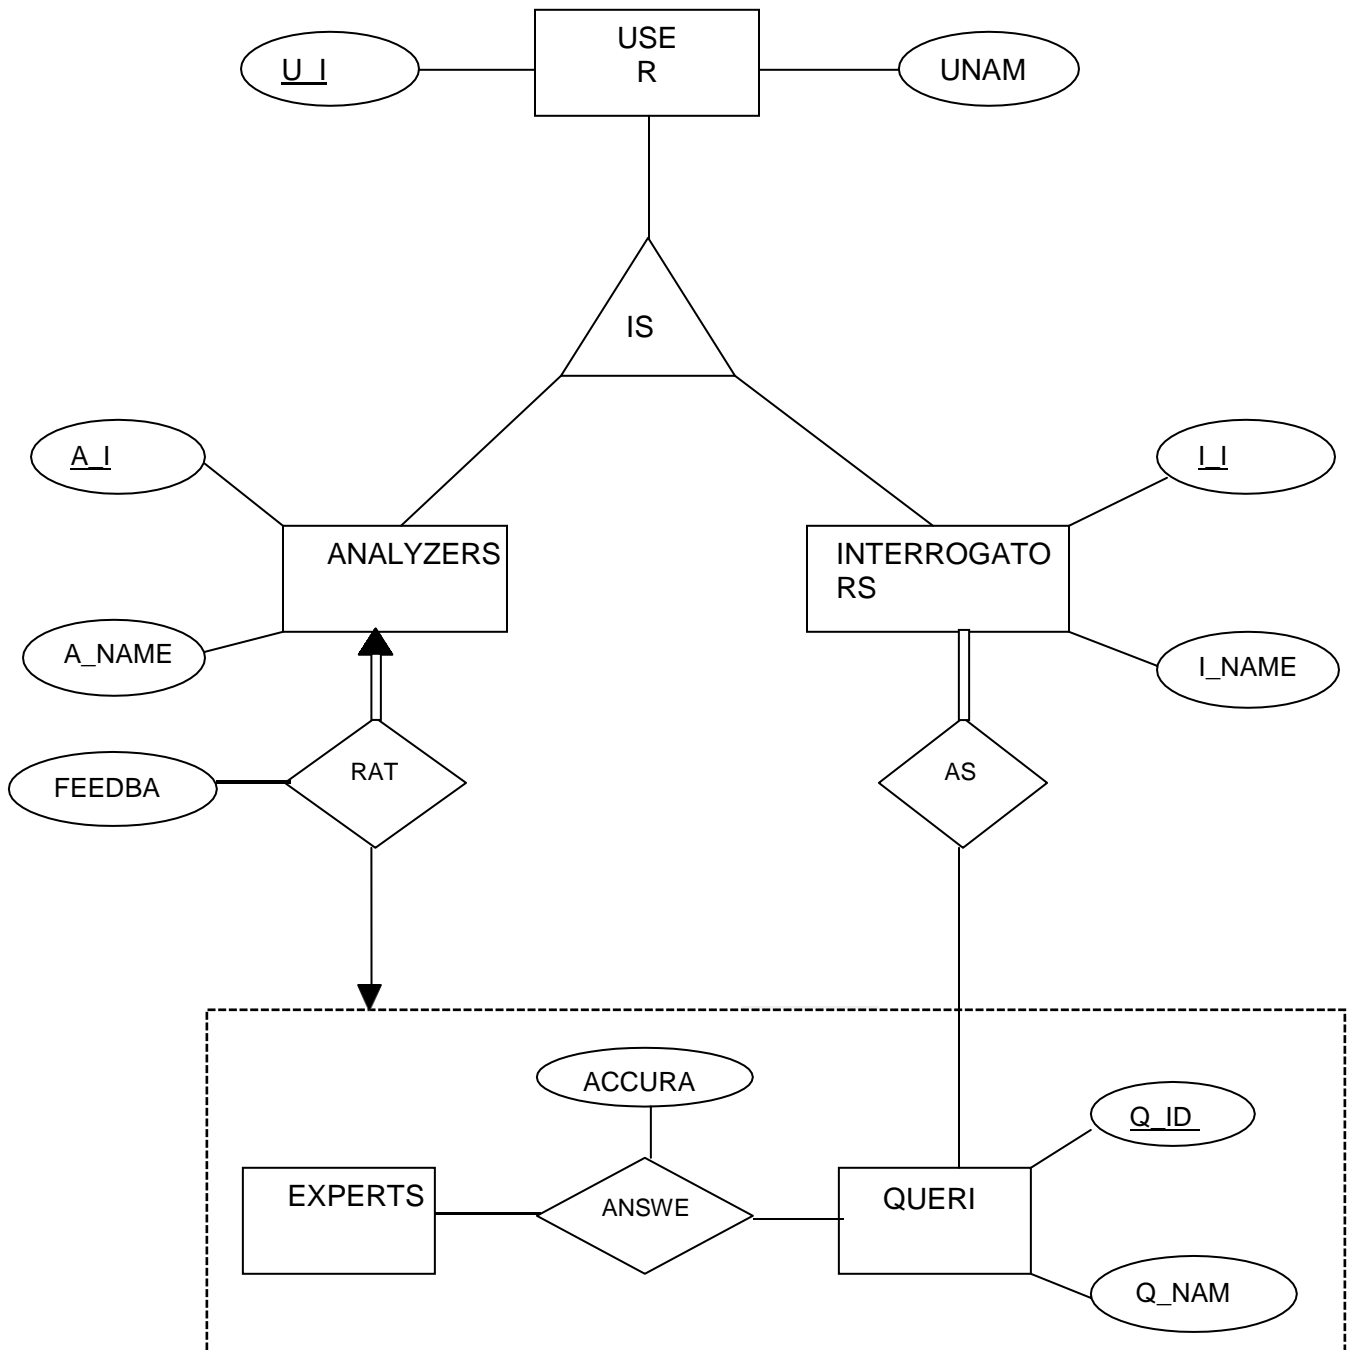 USE
R
U_I
UNAM
IS
A_I
I_I
ANALYZERS
INTERROGATO
RS
A_NAME
I_NAME
FEEDBA
RAT
AS
ACCURA
Q_ID
EXPERTS
ANSWE
QUERI
Q_NAM